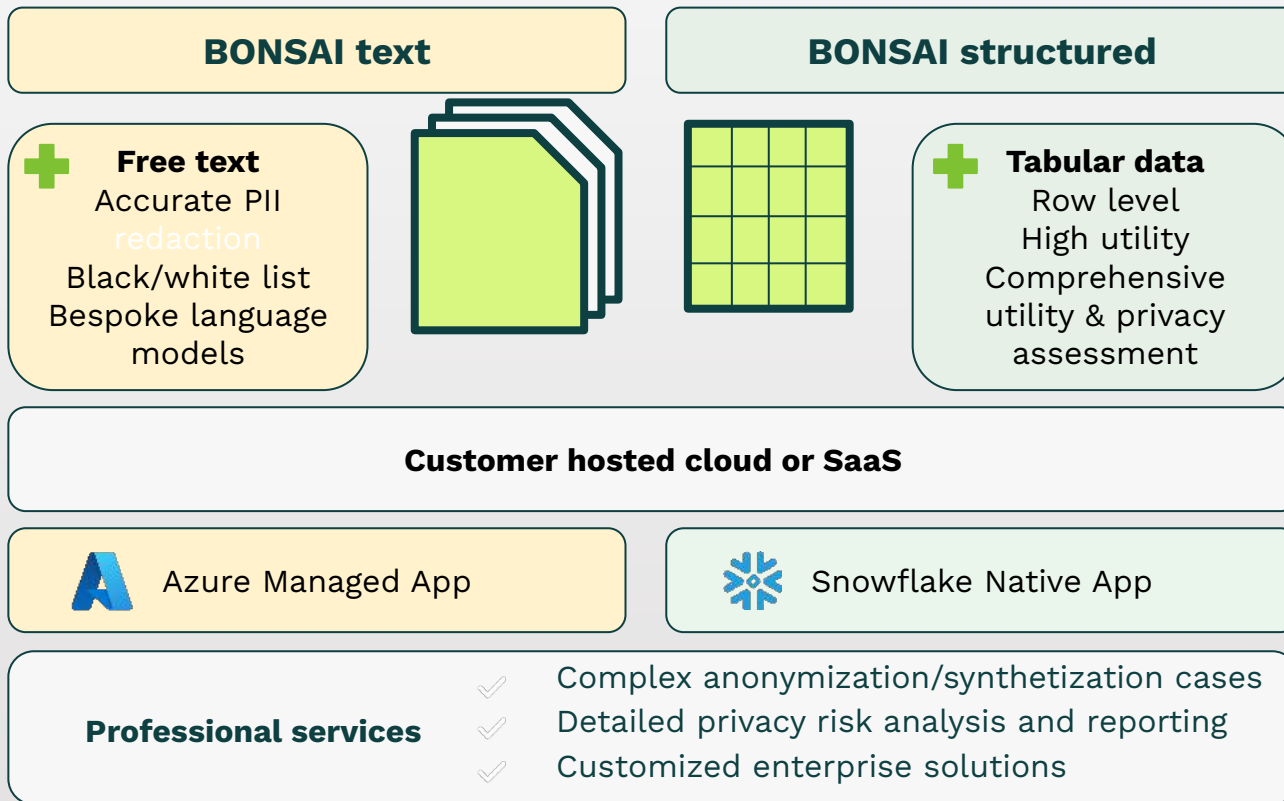 BONSAI text
BONSAI structured
Free text
Accurate PII
redaction
Black/white list
Bespoke language
models
Tabular data
Row level
High utility
Comprehensive
utility & privacy
assessment
Customer hosted cloud or SaaS
Azure Managed App
Snowflake Native App
Professional services
Complex anonymization/synthetization cases
Detailed privacy risk analysis and reporting
Customized enterprise solutions